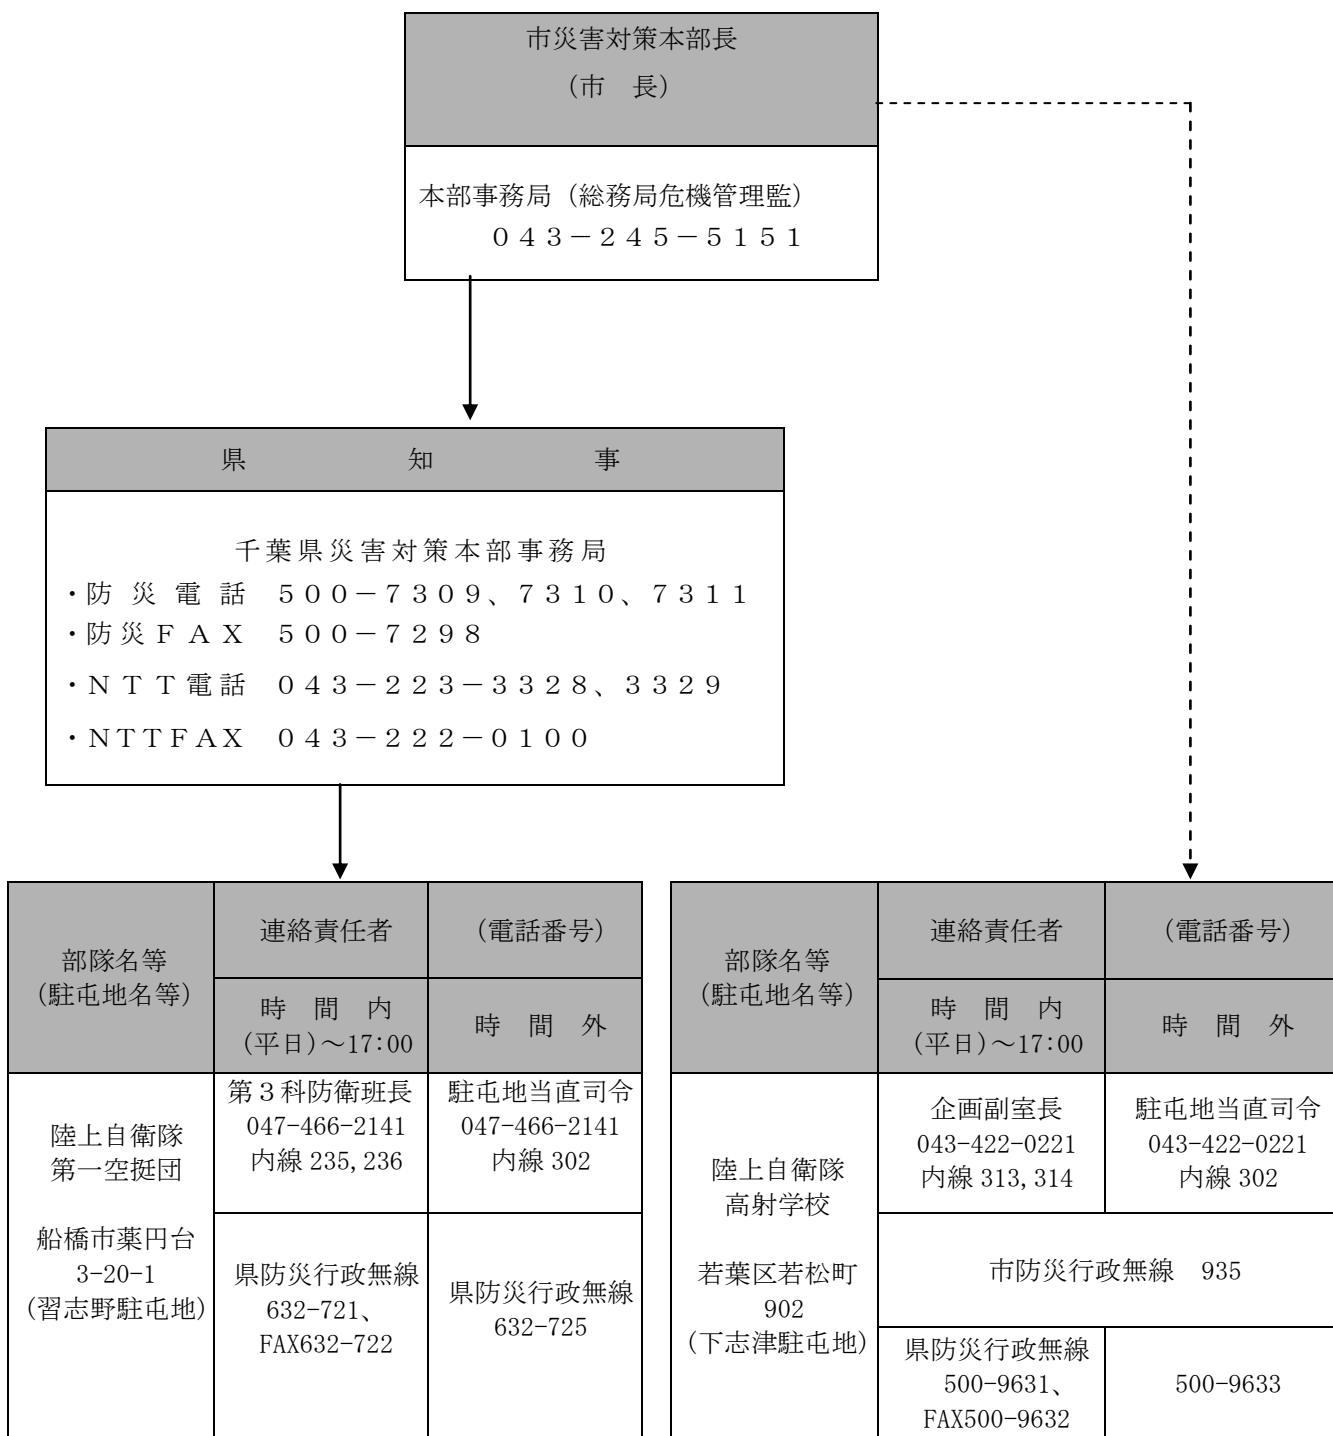 市災害対策本部長
（市　長）
本部事務局（総務局危機管理監）
０４３－２４５－５１５１
県　知　事
千葉県災害対策本部事務局
・防災電話　５００－７３０９、７３１０、７３１１
・防災ＦＡＸ　５００－７２９８
・ＮＴＴ電話　０４３－２２３－３３２８、３３２９
・ＮＴＴＦＡＸ　０４３－２２２－０１００
部隊名等
（駐屯地名等）
連絡責任者
（電話番号）
時　間　内
（平日）～17:00
時　間　外
陸上自衛隊
第一空挺団
船橋市薬円台
3-20-1
（習志野駐屯地）
第３科防衛班長
047-466-2141
内線 235,236
駐屯地当直司令
047-466-2141
内線 302
県防災行政無線
632-721、
FAX632-722
県防災行政無線
632-725
部隊名等
（駐屯地名等）
連絡責任者
（電話番号）
時　間　内
（平日）～17:00
時　間　外
陸上自衛隊
高射学校
若葉区若松町
902
（下志津駐屯地）
企画副室長
043-422-0221
内線 313,314
駐屯地当直司令
043-422-0221
内線 302
市防災行政無線　935
県防災行政無線
500-9631、
FAX500-9632
500-9633